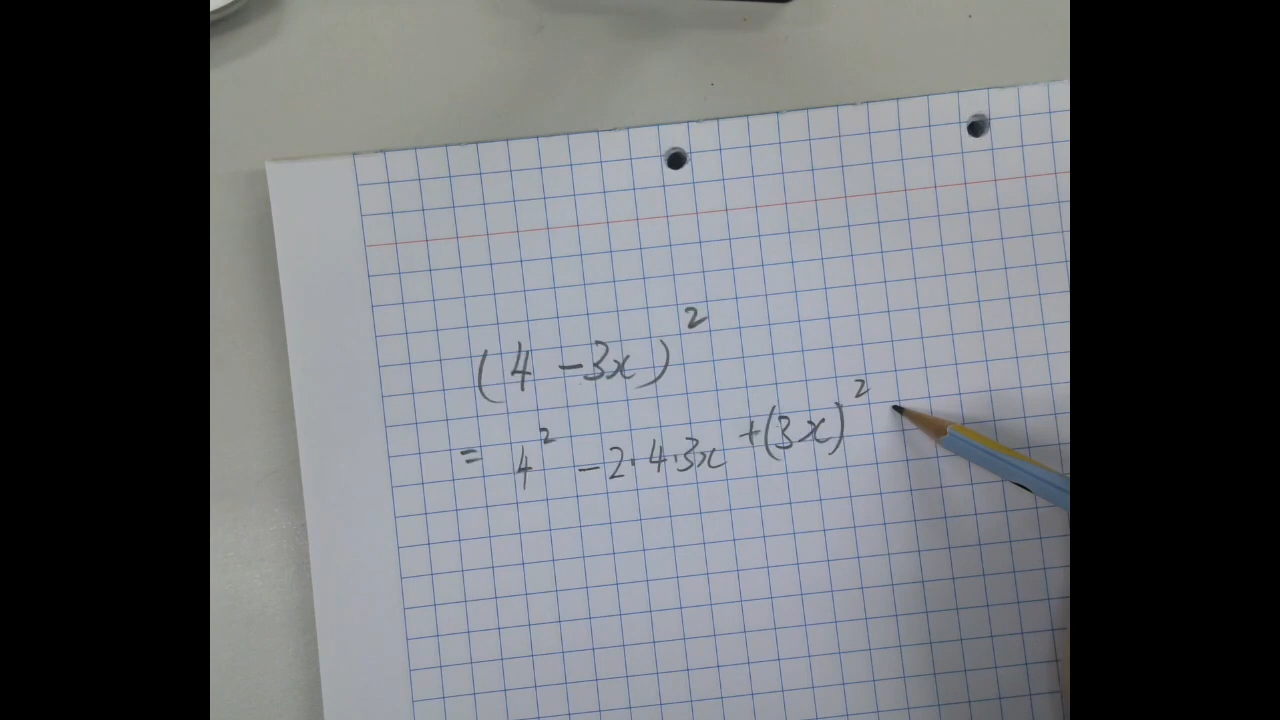 (4 -3x)²
= 4² -2·4·3x +(3x)²